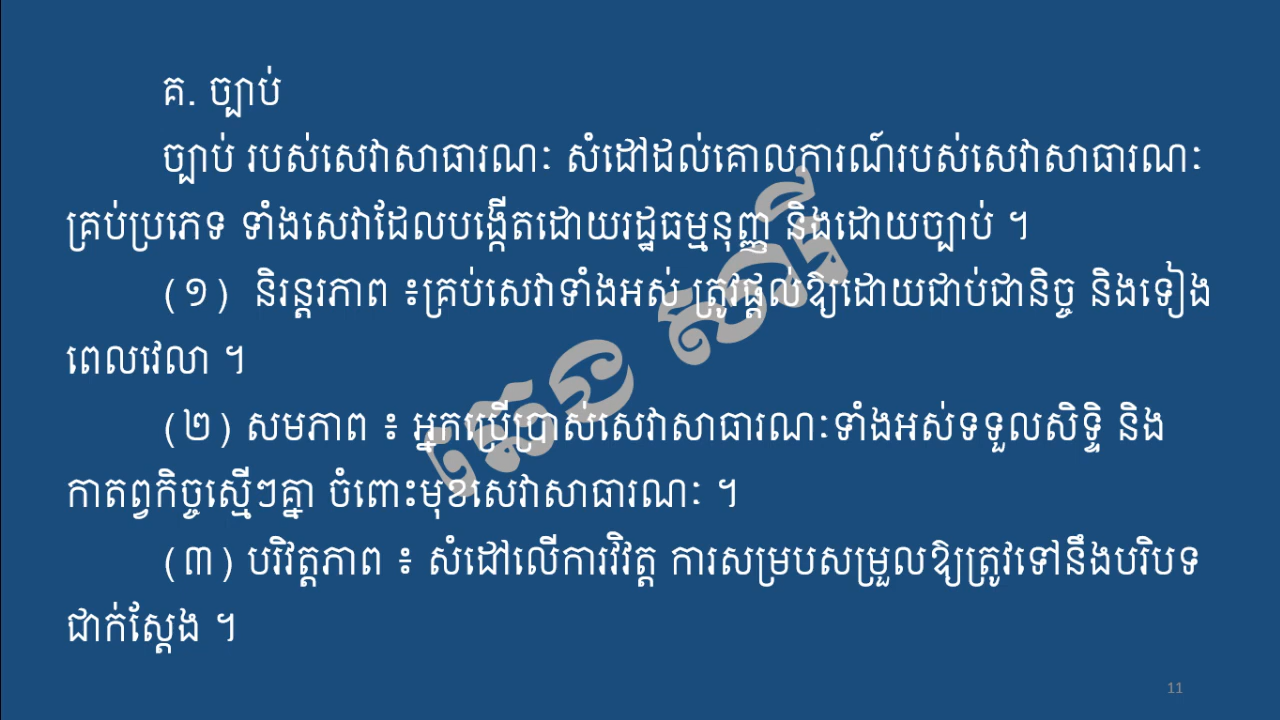 គ. ច្បាប់
ច្បាប់ របស់សេវាសាធារណៈ សំដៅដល់គោលការណ៍របស់សេវាសាធារណៈ
គ្រប់ប្រភេទ ទាំងសេវាដែលបង្កើតដោយរដ្ឋធម្មនុញ្ញ និងដោយច្បាប់ ។
(១) និរន្តរភាព ៖គ្រប់សេវាទាំងអស់ ត្រូវផ្តល់ឱ្យដោយជាប់ជានិច្ច និងទៀង
ពេលវេលា ។
(២) សមភាព ៖ អ្នកប្រើប្រាស់សេវាសាធារណៈទាំងអស់ទទួលសិទ្ធិ និង
កាតព្វកិច្ចស្មើៗគ្នា ចំពោះមុខសេវាសាធារណៈ ។
(៣) បរិវត្តភាព ៖ សំដៅលើការវិវត្ត ការសម្របសម្រួលឱ្យត្រូវទៅនឹងបរិបទ
ជាក់ស្តែង ។
11